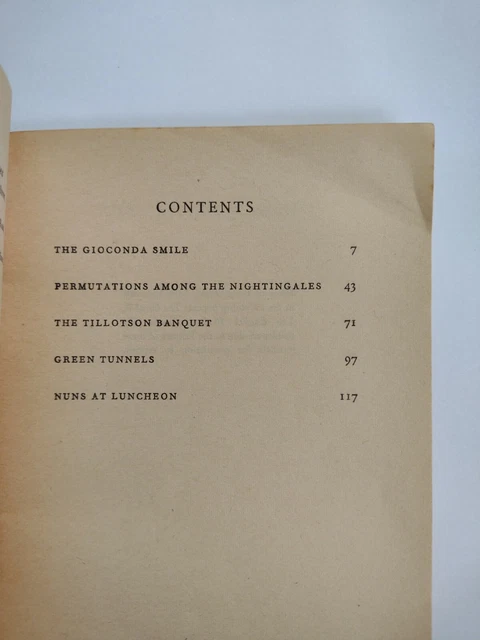 CONTENTS
THE GIOCONDA SMILE 7
PERMUTATIONS AMONG THE NIGHTINGALES 43
THE TILLOTSON BANQUET 71
GREEN TUNNELS 97
NUNS AT LUNCHEON 117